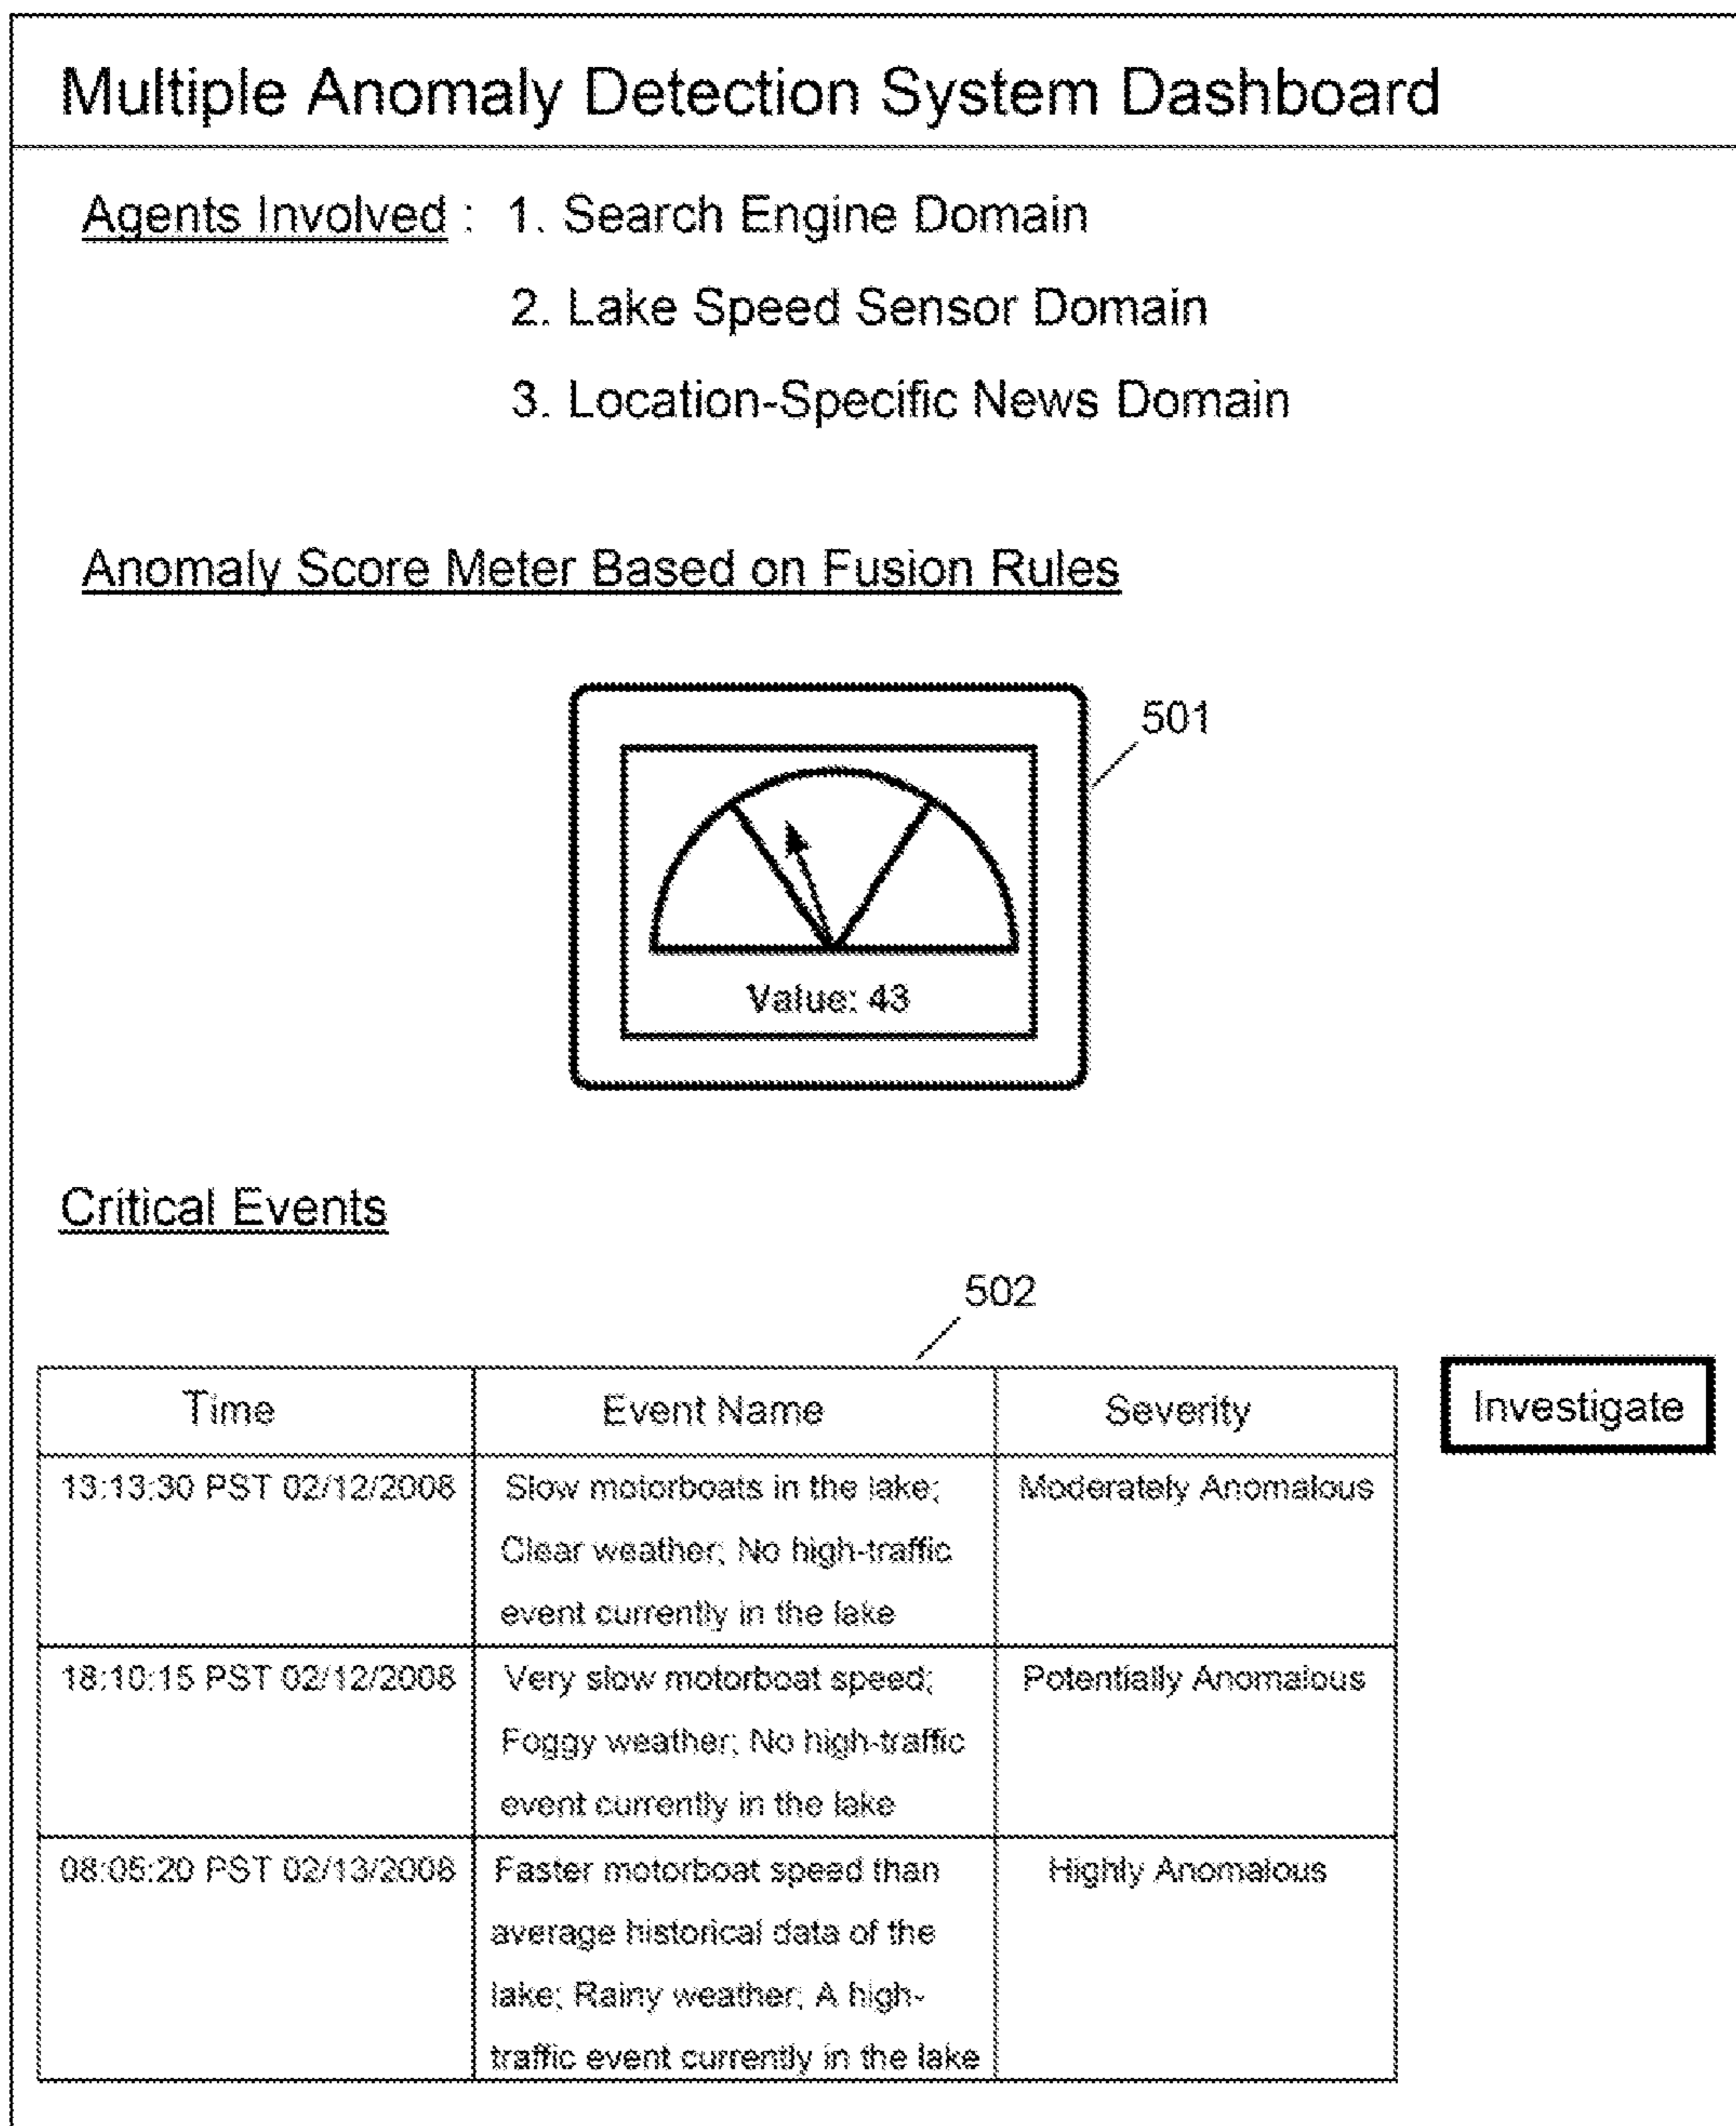 Multiple Anomaly Detection System Dashboard
Agents Involved : 1. Search Engine Domain
2. Lake Speed Sensor Domain
3. Location-Specific News Domain
Anomaly Score Meter Based on Fusion Rules
501
Value: 43
Critical Events
502
Time Event Name Severity Investigate
13:13:30 PST 02/12/2008 Slow motorboats in the lake; Moderately Anomalous
Clear weather; No high-traffic
event currently in the lake
18:10:15 PST 02/12/2008 Very slow motorboat speed; Potentially Anomalous
Foggy weather; No high-traffic
event currently in the lake
08:05:20 PST 02/13/2008 Faster motorboat speed than Highly Anomalous
average historical data of the
lake; Rainy weather; A high-
traffic event currently in the lake